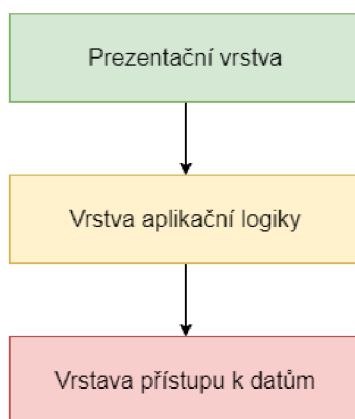 Prezentační vrstva
Vrstva aplikační logiky
Vrstava přístupu k datům